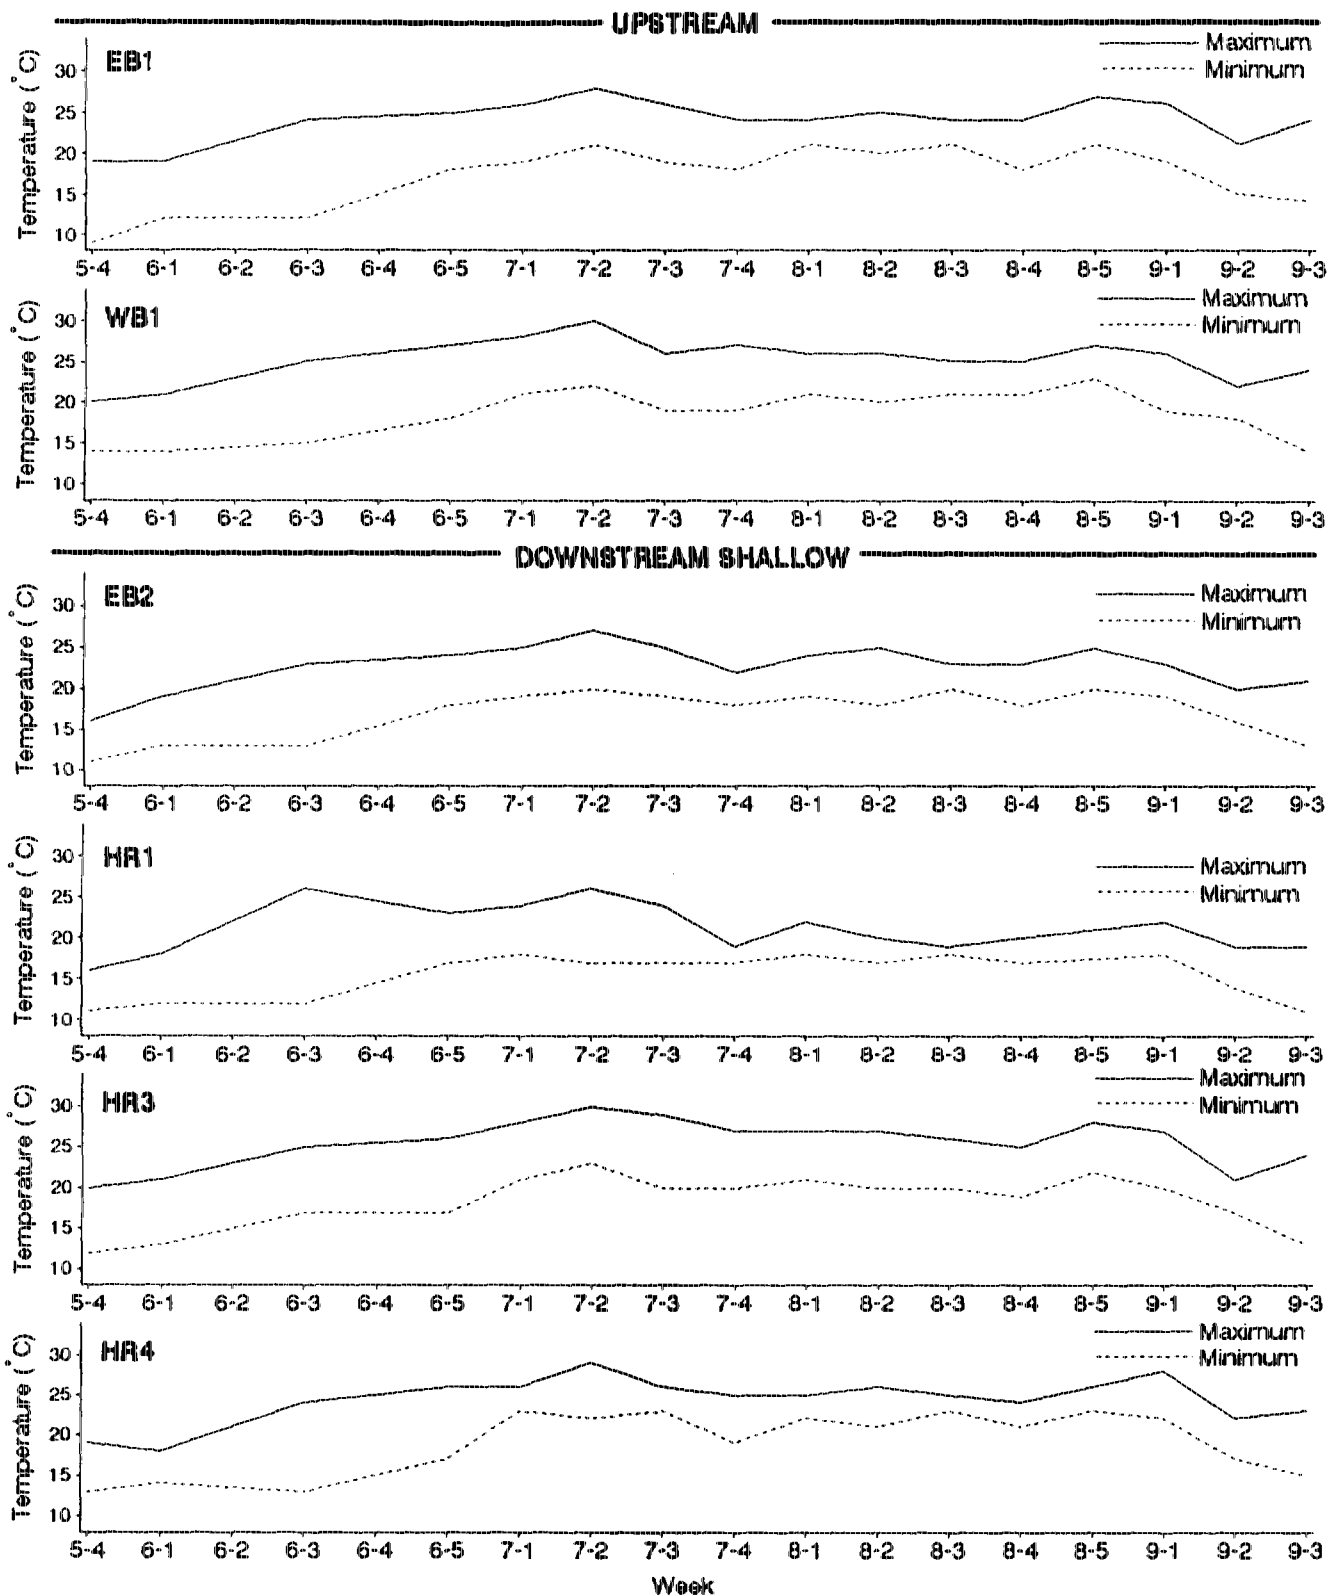 UPSTREAM
EB1
Maximum
Minimum
Temperature (°C)
30
25
20
15
10
5-4 6-1 6-2 6-3 6-4 6-5 7-1 7-2 7-3 7-4 8-1 8-2 8-3 8-4 8-5 9-1 9-2 9-3
WB1
Maximum
Minimum
Temperature (°C)
30
25
20
15
10
5-4 6-1 6-2 6-3 6-4 6-5 7-1 7-2 7-3 7-4 8-1 8-2 8-3 8-4 8-5 9-1 9-2 9-3
DOWNSTREAM SHALLOW
EB2
Maximum
Minimum
Temperature (°C)
30
25
20
15
10
5-4 6-1 6-2 6-3 6-4 6-5 7-1 7-2 7-3 7-4 8-1 8-2 8-3 8-4 8-5 9-1 9-2 9-3
HR1
Maximum
Minimum
Temperature (°C)
30
25
20
15
10
5-4 6-1 6-2 6-3 6-4 6-5 7-1 7-2 7-3 7-4 8-1 8-2 8-3 8-4 8-5 9-1 9-2 9-3
HR3
Maximum
Minimum
Temperature (°C)
30
25
20
15
10
5-4 6-1 6-2 6-3 6-4 6-5 7-1 7-2 7-3 7-4 8-1 8-2 8-3 8-4 8-5 9-1 9-2 9-3
HR4
Maximum
Minimum
Temperature (°C)
30
25
20
15
10
5-4 6-1 6-2 6-3 6-4 6-5 7-1 7-2 7-3 7-4 8-1 8-2 8-3 8-4 8-5 9-1 9-2 9-3
Week